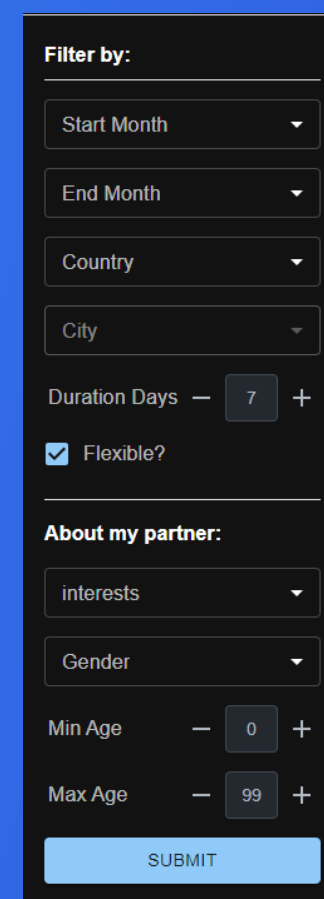 Filter by:
Start Month
End Month
Country
City
Duration Days — 7 +
Flexible?
About my partner:
interests
Gender
Min Age — 0 +
Max Age — 99 +
SUBMIT